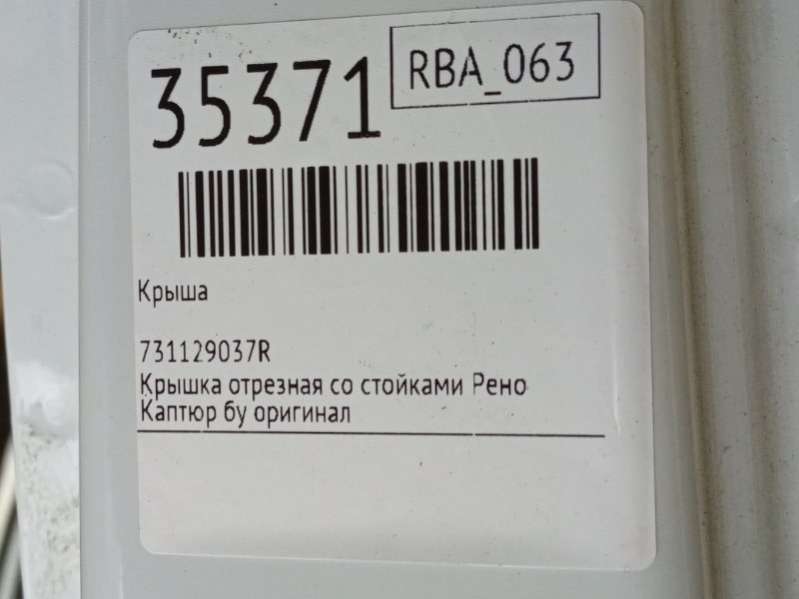 35371
RBA_063
Крыша
731129037R
Крышка отрезная со стойками Рено
Каптюр бу оригинал